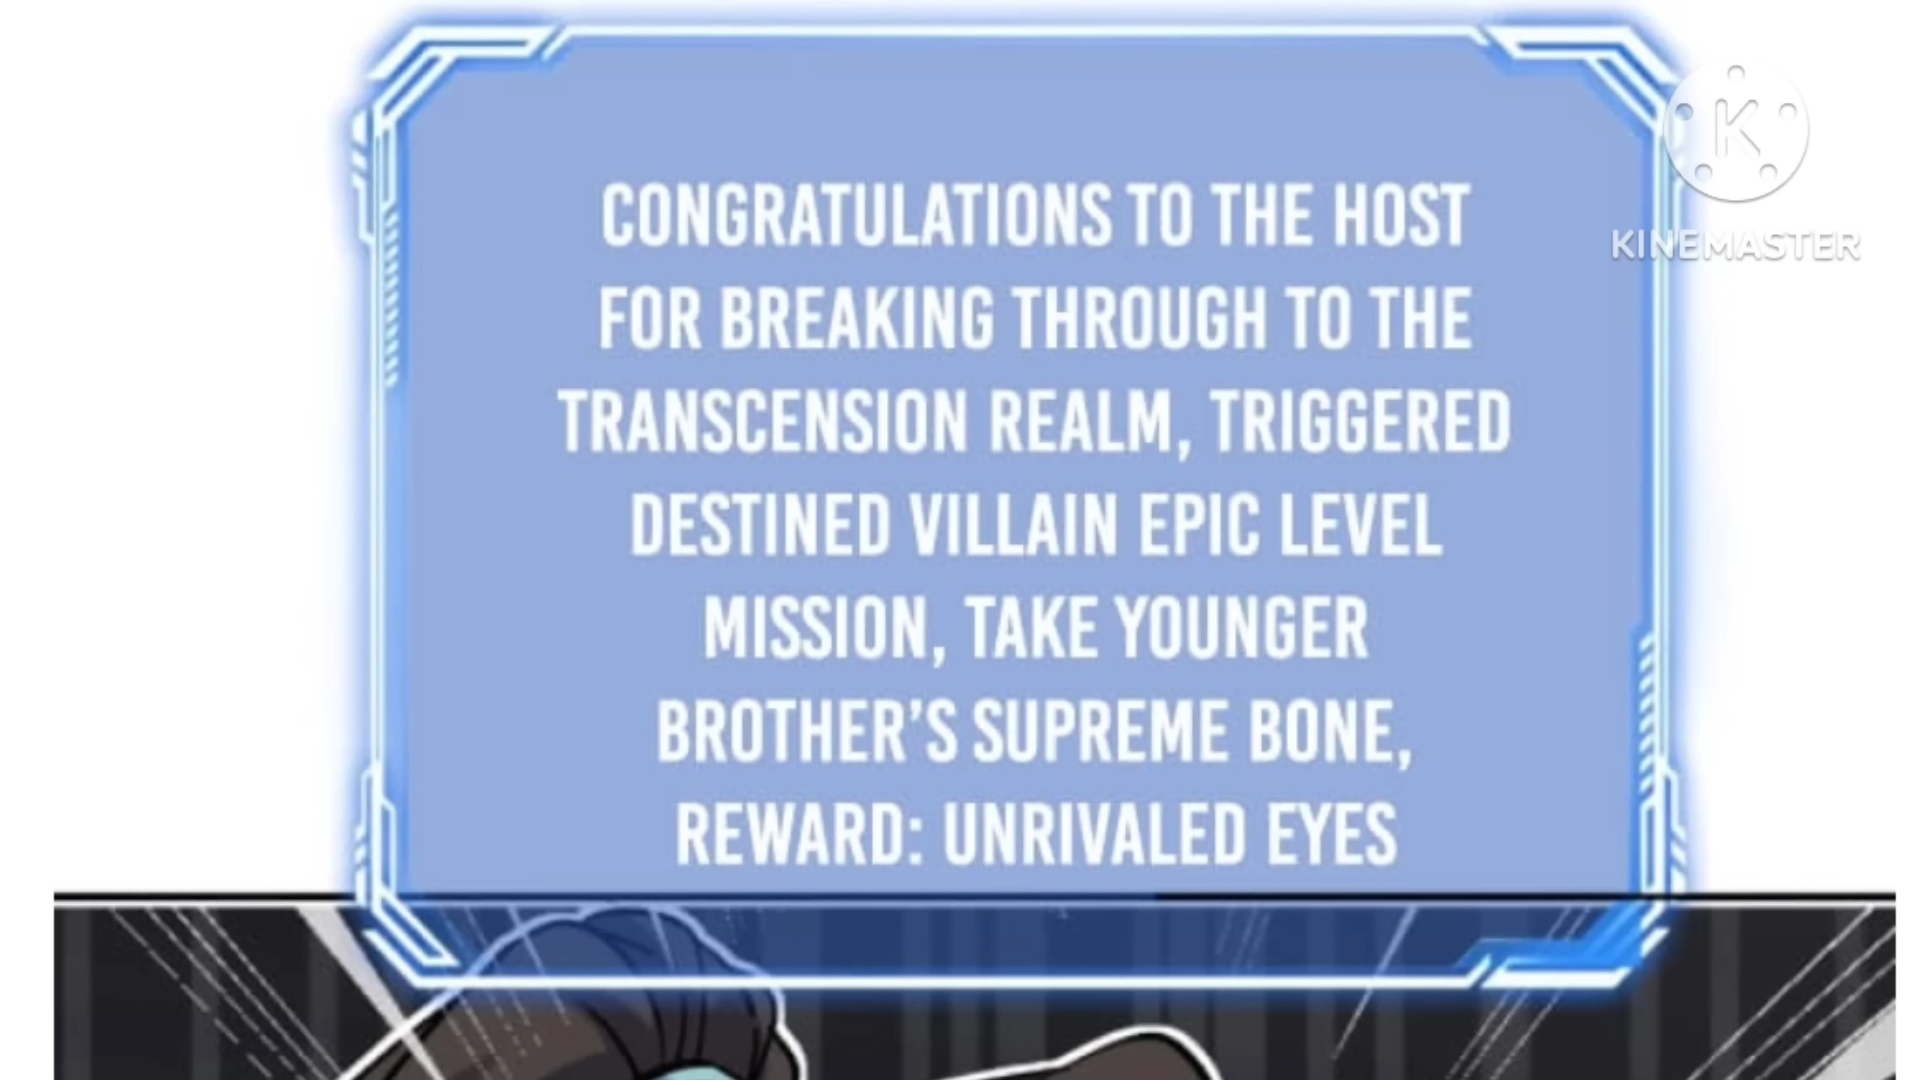 CONGRATULATIONS TO THE HOST
FOR BREAKING THROUGH TO THE
TRANSCENSION REALM, TRIGGERED
DESTINED VILLAIN EPIC LEVEL
MISSION, TAKE YOUNGER
BROTHER'S SUPREME BONE,
REWARD: UNRIVALED EYES
K
KINEMASTER